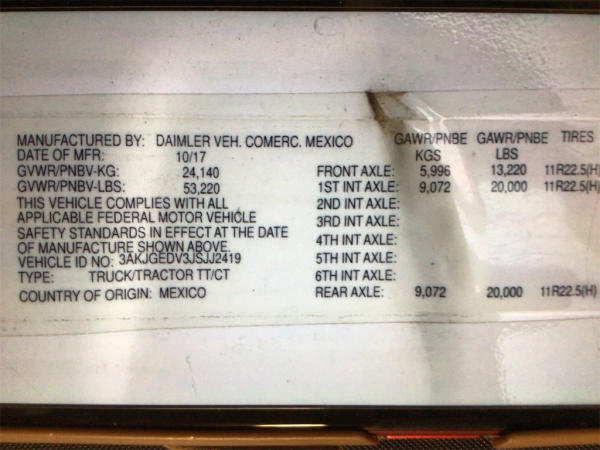 MANUFACTURED BY: DAIMLER VEH. COMERC. MEXICO
DATE OF MFR: 10/17
GVWR/PNBV-KG: 24,140
GVWR/PNBV-LBS: 53,220
THIS VEHICLE COMPLIES WITH ALL
APPLICABLE FEDERAL MOTOR VEHICLE
SAFETY STANDARDS IN EFFECT AT THE DATE
OF MANUFACTURE SHOWN ABOVE.
VEHICLE ID NO: 3AKJGEDV3JSJJ2419
TYPE: TRUCK/TRACTOR TT/CT
COUNTRY OF ORIGIN: MEXICO
GAWR/PNBE GAWR/PNBE TIRES
KGS LBS
FRONT AXLE: 5,996 13,220 11R22.5(H)
1ST INT AXLE: 9,072 20,000 11R22.5(H)
2ND INT AXLE:
3RD INT AXLE:
4TH INT AXLE:
5TH INT AXLE:
6TH INT AXLE:
REAR AXLE: 9,072 20,000 11R22.5(H)